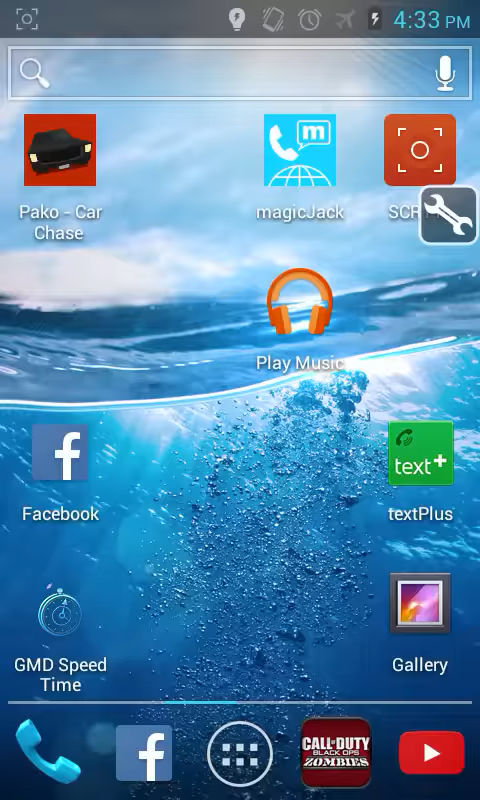 4:33 PM
m
Pako - Car
Chase
magicJack
SCR
Play Music
f
text+
Facebook
textPlus
GMD Speed
Time
Gallery
f
CALL OF DUTY
BLACK OPS
ZOMBIES